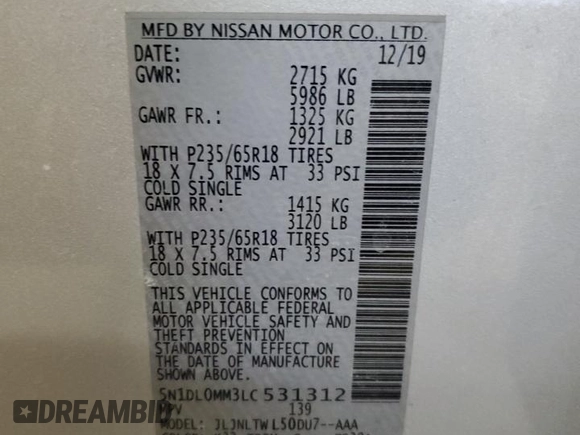 MFD BY NISSAN MOTOR CO., LTD.
DATE: 12/19
GVWR: 2715 KG
5986 LB
GAWR FR.: 1325 KG
2921 LB
WITH P235/65R18 TIRES
18 X 7.5 RIMS AT 33 PSI
COLD SINGLE
GAWR RR.: 1415 KG
3120 LB
WITH P235/65R18 TIRES
18 X 7.5 RIMS AT 33 PSI
COLD SINGLE
THIS VEHICLE CONFORMS TO
ALL APPLICABLE FEDERAL
MOTOR VEHICLE SAFETY AND
THEFT PREVENTION
STANDARDS IN EFFECT ON
THE DATE OF MANUFACTURE
SHOWN ABOVE.
5N1DL0MM3LC531312
MPV 139
MODEL: JLJNLTWL50DU7--AAA
EPICBID